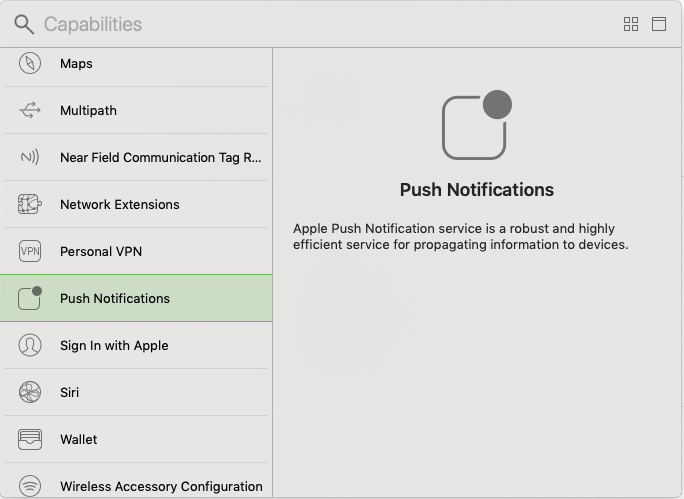 Capabilities
Maps
Multipath
Near Field Communication Tag R...
Network Extensions
VPN
Personal VPN
Push Notifications
Sign In with Apple
Siri
Wallet
Wireless Accessory Configuration
Push Notifications
Apple Push Notification service is a robust and highly
efficient service for propagating information to devices.